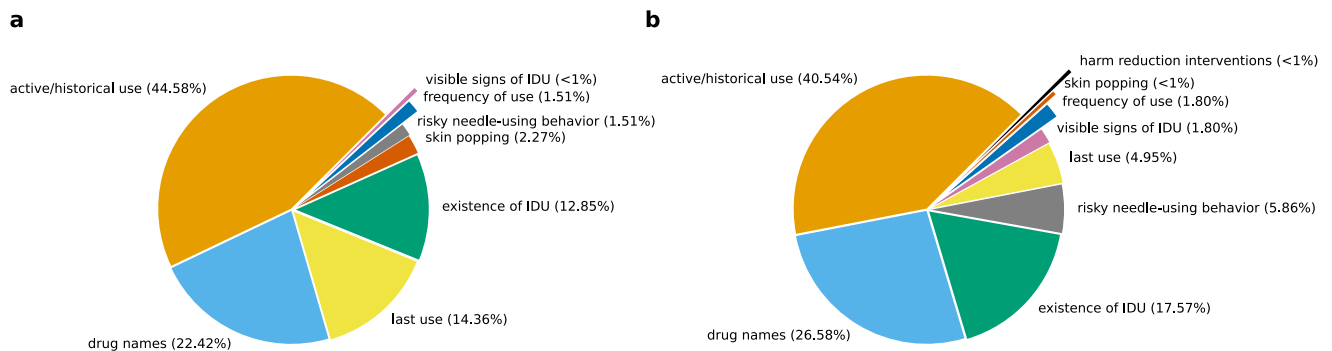 a
visible signs of IDU (<1%)
active/historical use (44.58%)
frequency of use (1.51%)
risky needle-using behavior (1.51%)
skin popping (2.27%)
existence of IDU (12.85%)
last use (14.36%)
drug names (22.42%)
b
harm reduction interventions (<1%)
active/historical use (40.54%)
skin popping (<1%)
frequency of use (1.80%)
visible signs of IDU (1.80%)
last use (4.95%)
risky needle-using behavior (5.86%)
existence of IDU (17.57%)
drug names (26.58%)